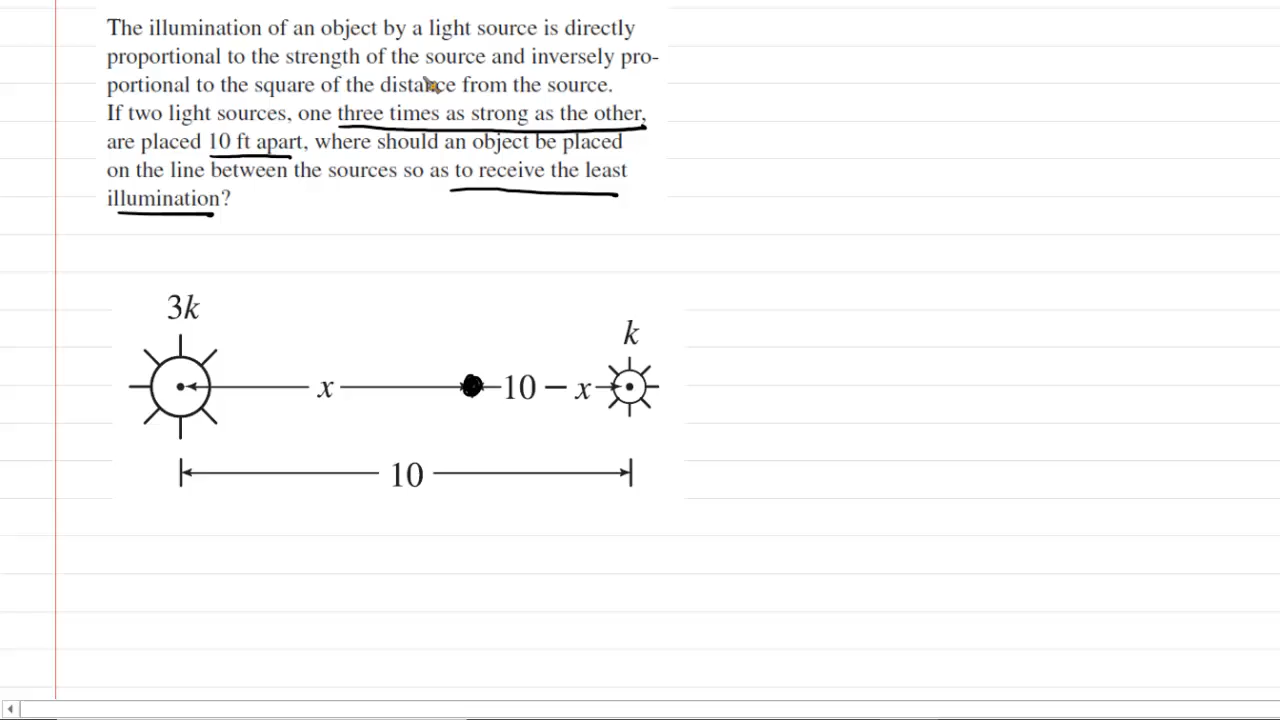 The illumination of an object by a light source is directly
proportional to the strength of the source and inversely pro-
portional to the square of the distance from the source.
If two light sources, one three times as strong as the other,
are placed 10 ft apart, where should an object be placed
on the line between the sources so as to receive the least
illumination?
3k
k
x
10 − x
10